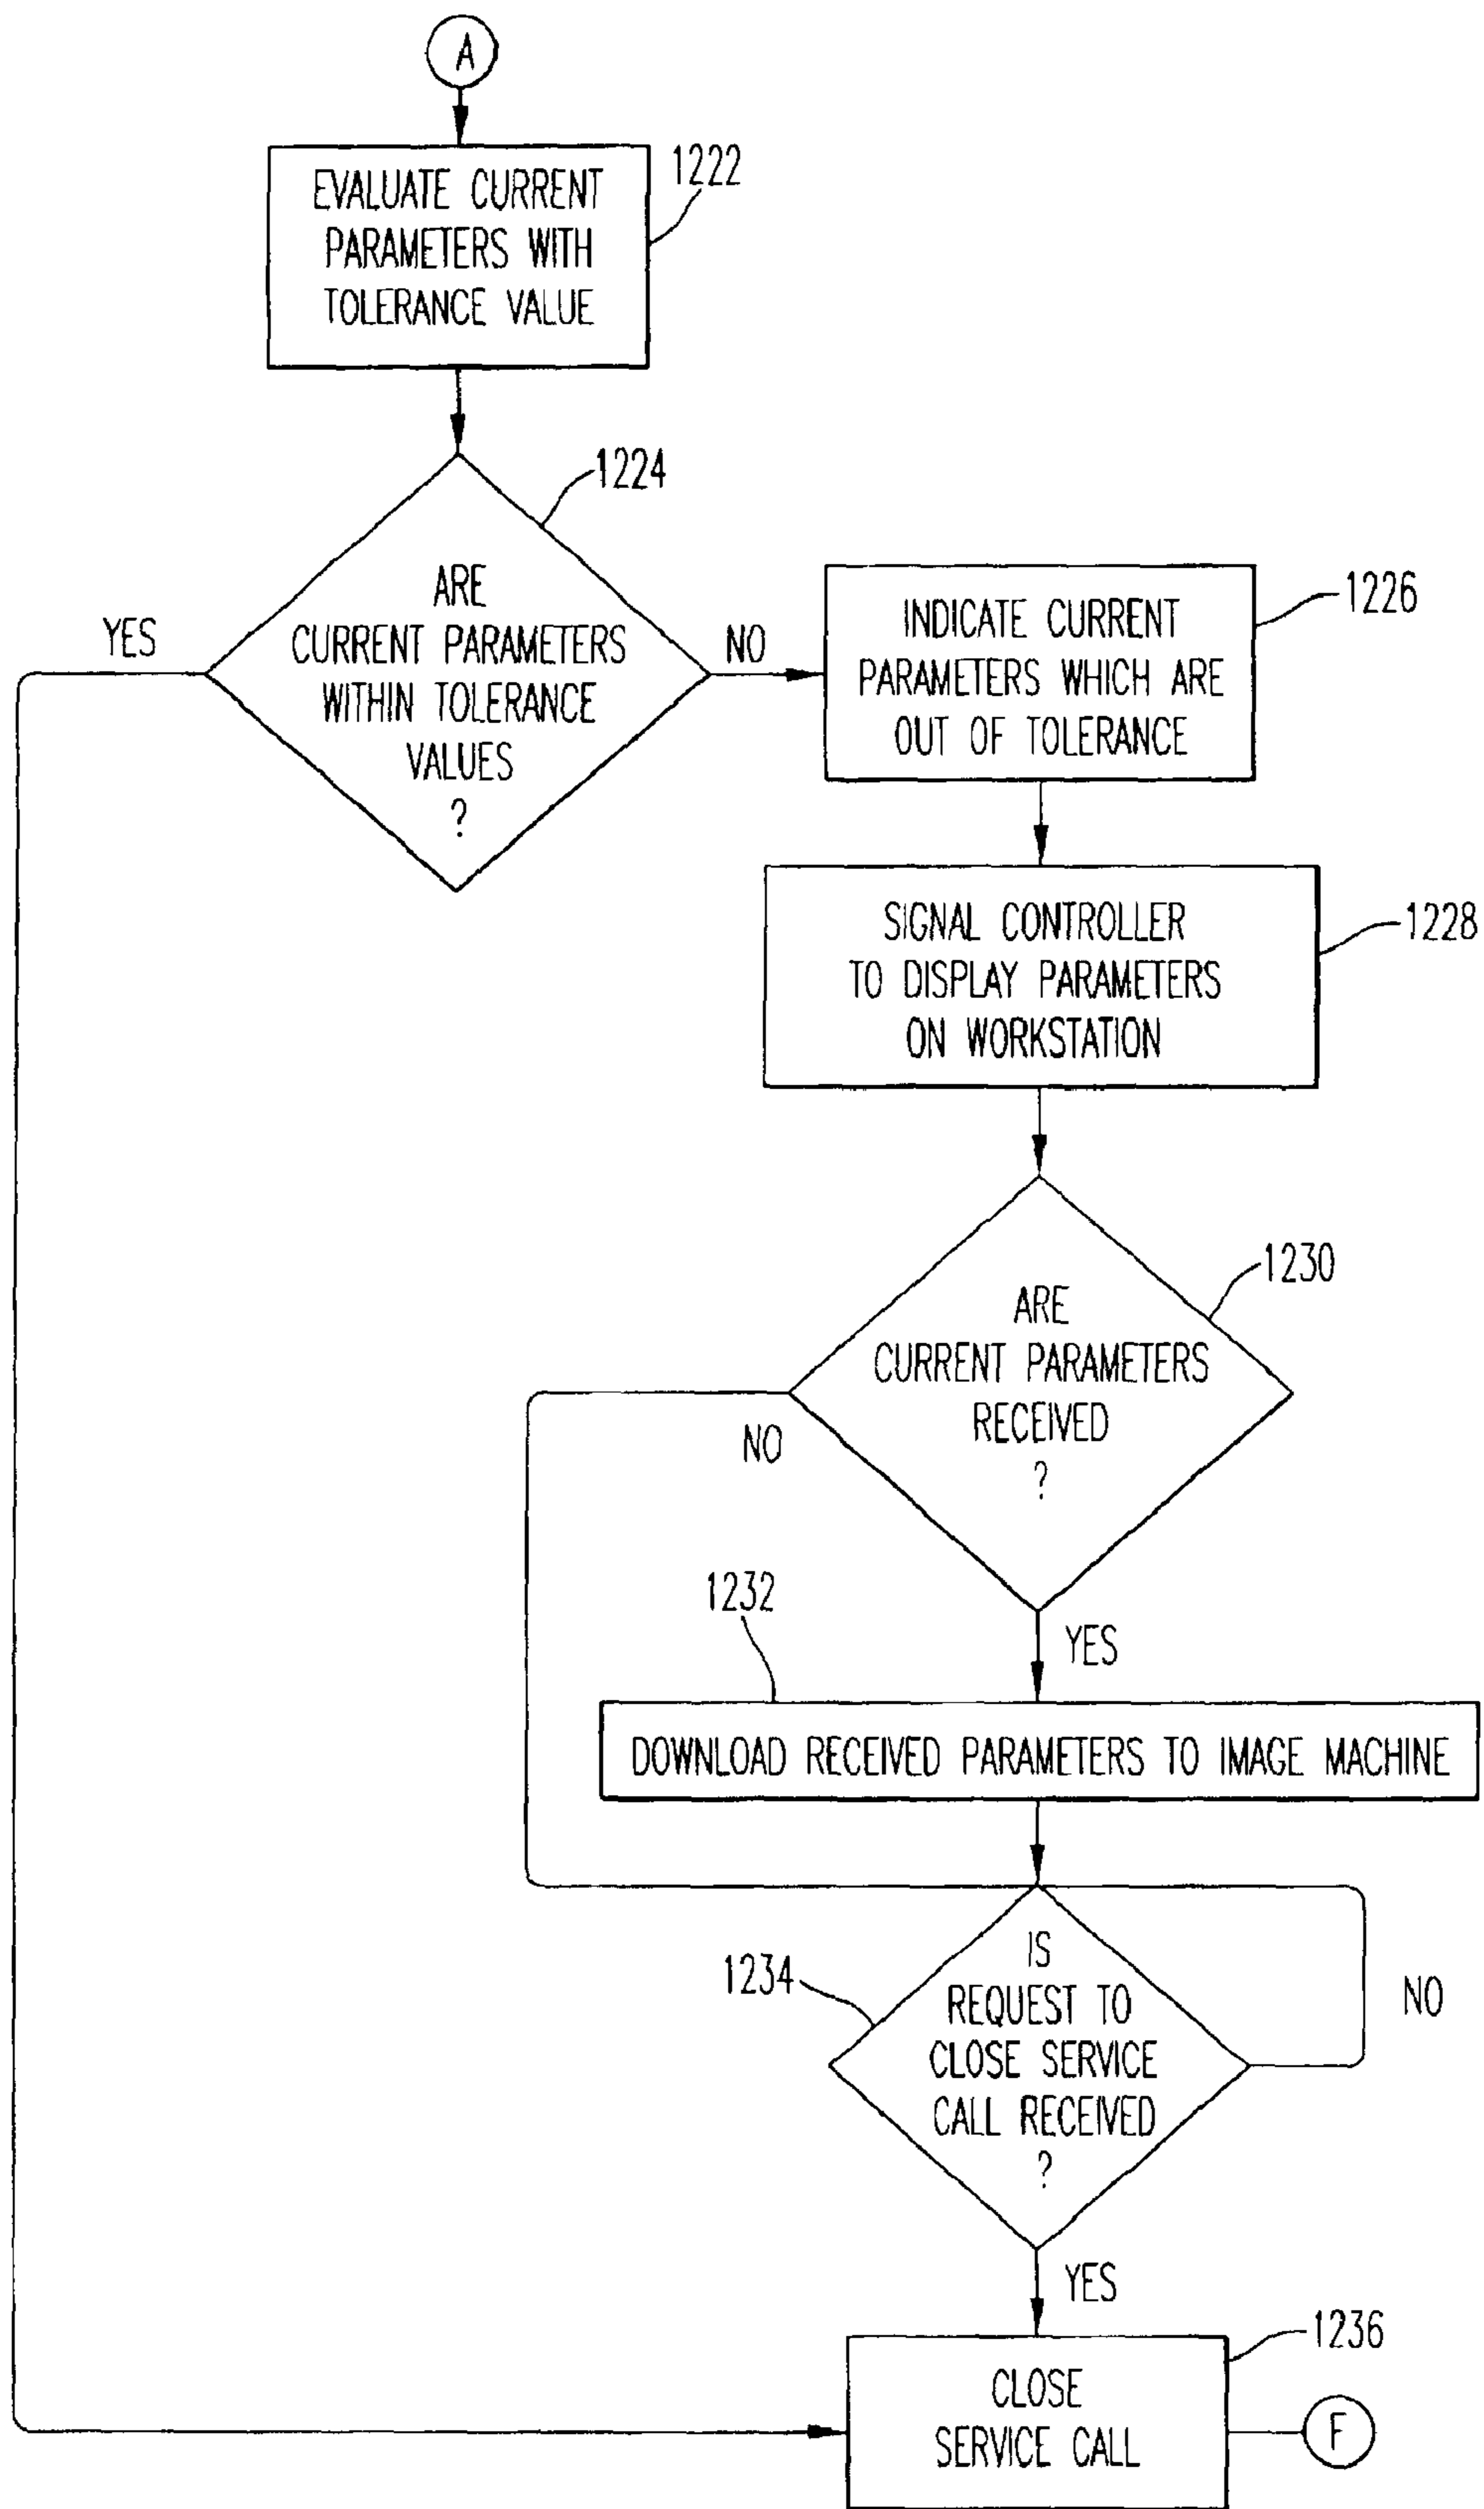 A
EVALUATE CURRENT
PARAMETERS WITH
TOLERANCE VALUE
1222
1224
ARE
CURRENT PARAMETERS
WITHIN TOLERANCE
VALUES
?
YES
NO
INDICATE CURRENT
PARAMETERS WHICH ARE
OUT OF TOLERANCE
1226
SIGNAL CONTROLLER
TO DISPLAY PARAMETERS
ON WORKSTATION
1228
1230
ARE
CURRENT PARAMETERS
RECEIVED
?
NO
YES
1232
DOWNLOAD RECEIVED PARAMETERS TO IMAGE MACHINE
1234
IS
REQUEST TO
CLOSE SERVICE
CALL RECEIVED
?
NO
YES
1236
CLOSE
SERVICE CALL
F